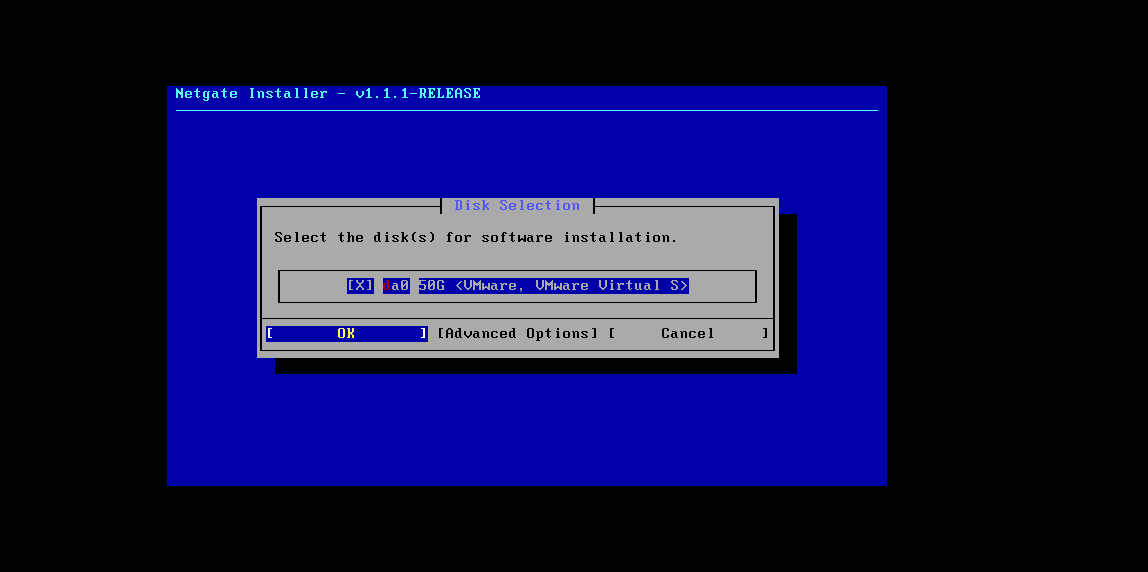 Netgate Installer - v1.1.1-RELEASE
Disk Selection
Select the disk(s) for software installation.
[X] da0 50G <VMware, VMware Virtual S>
[ OK ] [Advanced Options] [ Cancel ]